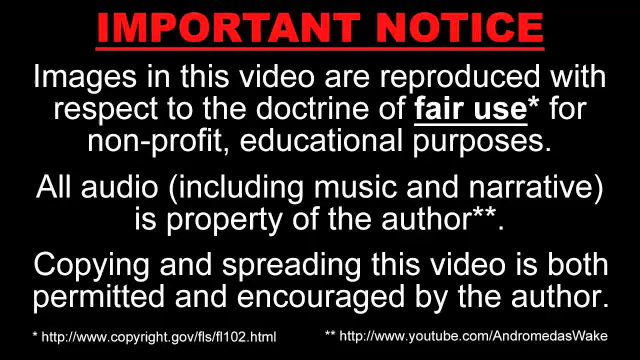 IMPORTANT NOTICE
Images in this video are reproduced with
respect to the doctrine of fair use* for
non-profit, educational purposes.
All audio (including music and narrative)
is property of the author**.
Copying and spreading this video is both
permitted and encouraged by the author.
* http://www.copyright.gov/fls/fl102.html ** http://www.youtube.com/AndromedasWake